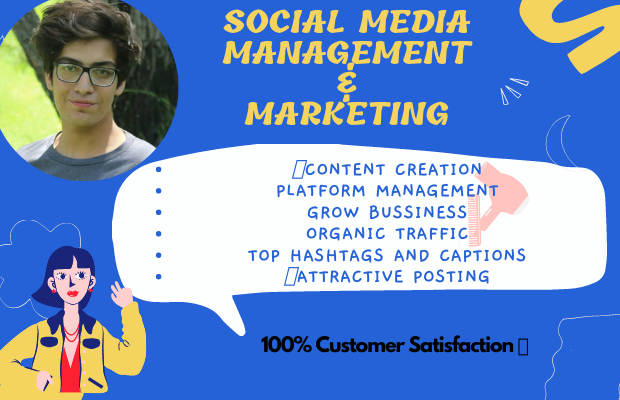 SOCIAL MEDIA
MANAGEMENT
&
MARKETING
• CONTENT CREATION
• PLATFORM MANAGEMENT
• GROW BUSSINESS
• ORGANIC TRAFFIC
• TOP HASHTAGS AND CAPTIONS
• ATTRACTIVE POSTING
100% Customer Satisfaction